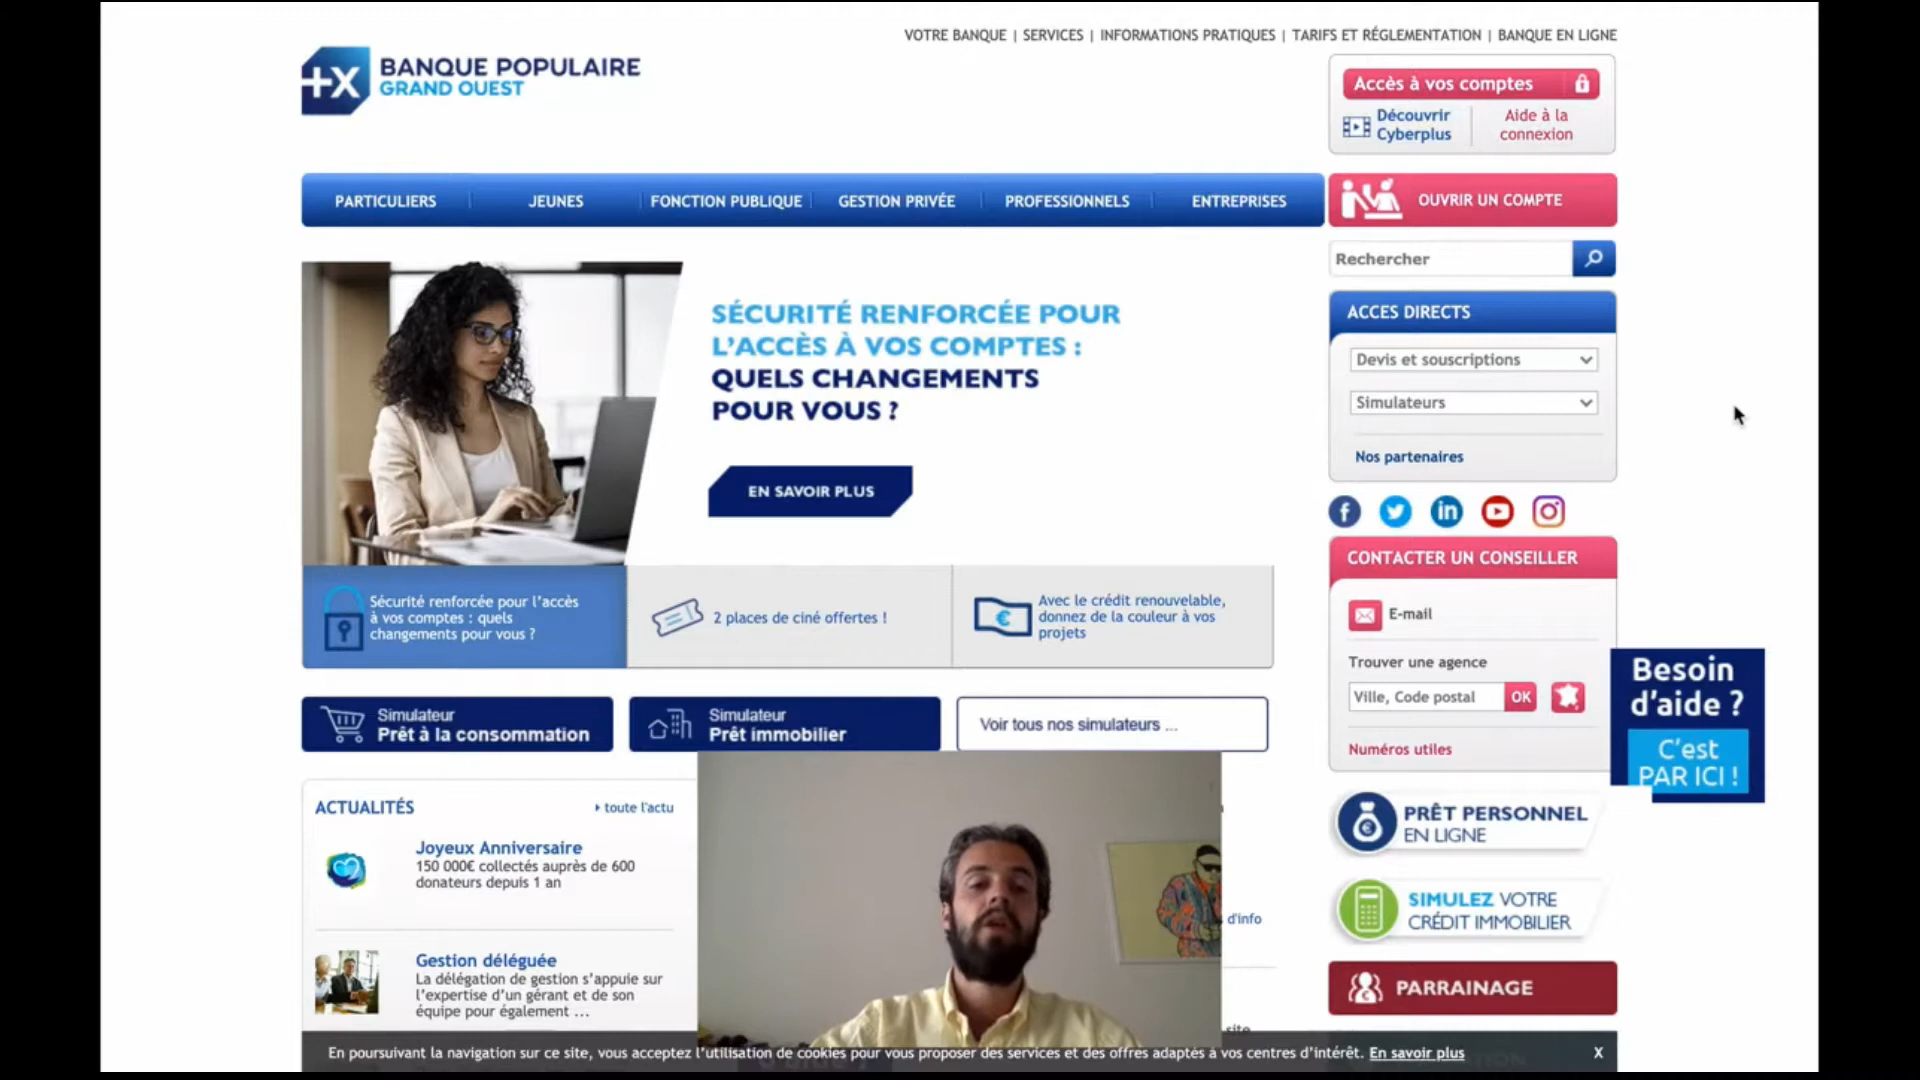 VOTRE BANQUE | SERVICES | INFORMATIONS PRATIQUES | TARIFS ET RÉGLEMENTATION | BANQUE EN LIGNE
+X BANQUE POPULAIRE
GRAND OUEST
Accès à vos comptes
Découvrir
Cyberplus
Aide à la
connexion
PARTICULIERS
JEUNES
FONCTION PUBLIQUE
GESTION PRIVÉE
PROFESSIONNELS
ENTREPRISES
OUVRIR UN COMPTE
Rechercher
SÉCURITÉ RENFORCÉE POUR
L'ACCÈS À VOS COMPTES :
QUELS CHANGEMENTS
POUR VOUS ?
EN SAVOIR PLUS
ACCES DIRECTS
Devis et souscriptions
Simulateurs
Nos partenaires
Sécurité renforcée pour l'accès
à vos comptes : quels
changements pour vous ?
2 places de ciné offertes !
Avec le crédit renouvelable,
donnez de la couleur à vos
projets
CONTACTER UN CONSEILLER
E-mail
Trouver une agence
Ville, Code postal
OK
Numéros utiles
Besoin
d'aide ?
C'est
PAR ICI !
Simulateur
Prêt à la consommation
Simulateur
Prêt immobilier
Voir tous nos simulateurs ...
ACTUALITÉS
toute l'actu
Joyeux Anniversaire
150 000€ collectés auprès de 600
donateurs depuis 1 an
Gestion déléguée
La délégation de gestion s'appuie sur
l'expertise d'un gérant et de son
équipe pour également ...
d'info
site
PRÊT PERSONNEL
EN LIGNE
SIMULEZ VOTRE
CRÉDIT IMMOBILIER
PARRAINAGE
En poursuivant la navigation sur ce site, vous acceptez l'utilisation de cookies pour vous proposer des services et des offres adaptés à vos centres d'intérêt. En savoir plus
X